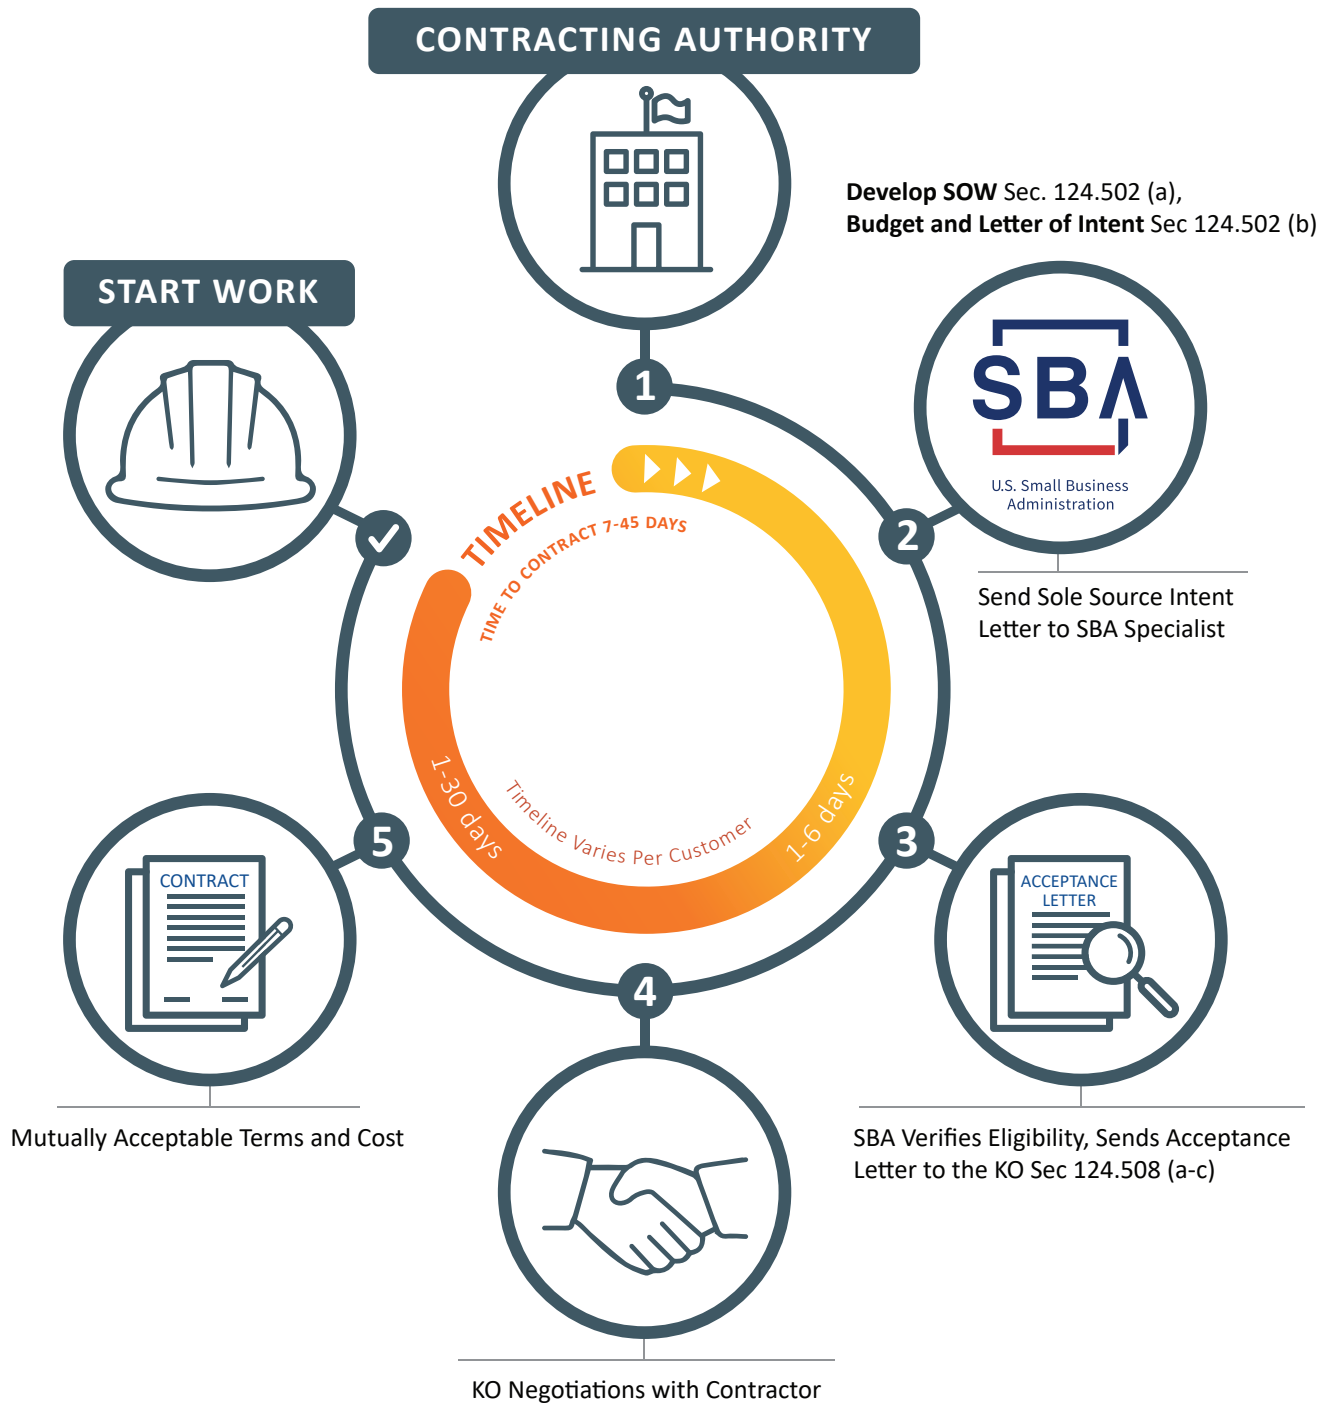 CONTRACTING AUTHORITY
Develop SOW Sec. 124.502 (a),
Budget and Letter of Intent Sec 124.502 (b)
START WORK
1
SBA
U.S. Small Business
Administration
2
Send Sole Source Intent
Letter to SBA Specialist
TIMELINE
TIME TO CONTRACT 7-45 DAYS
1-6 days
1-30 days
Timeline Varies Per Customer
3
ACCEPTANCE
LETTER
SBA Verifies Eligibility, Sends Acceptance
Letter to the KO Sec 124.508 (a-c)
4
KO Negotiations with Contractor
5
CONTRACT
Mutually Acceptable Terms and Cost